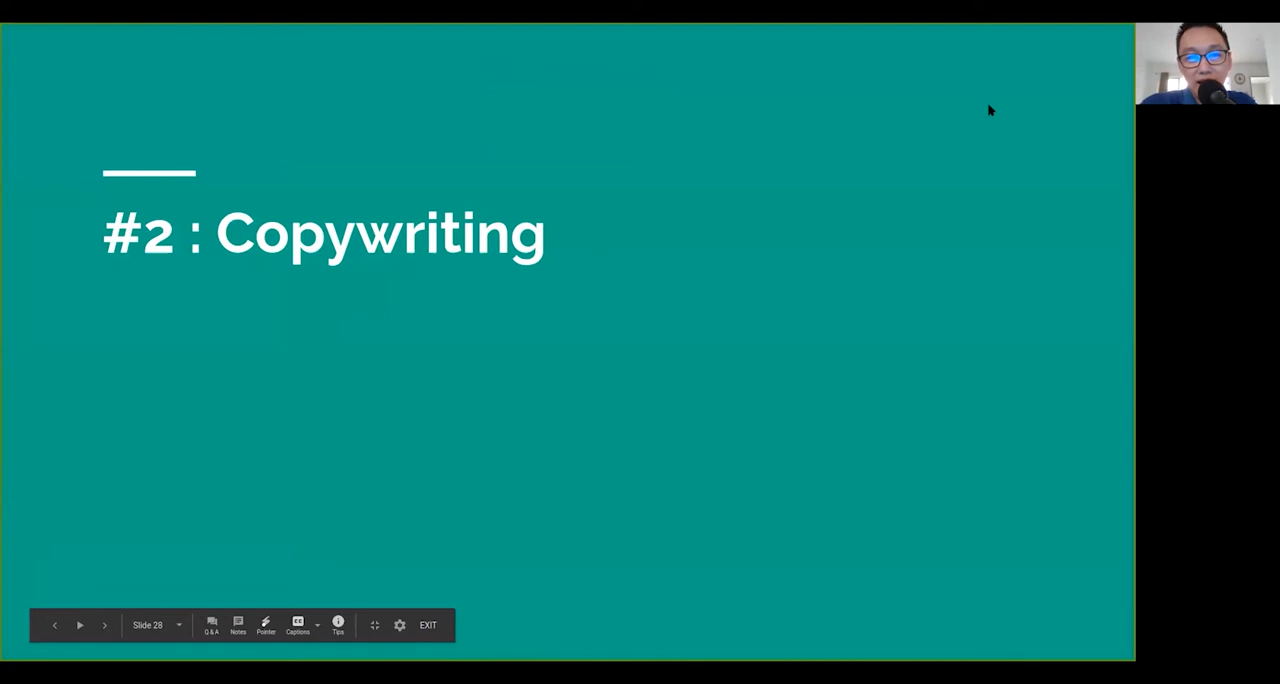 #2 : Copywriting
Slide 28
Q&A
Notes
Pointer
Captions
Tips
EXIT